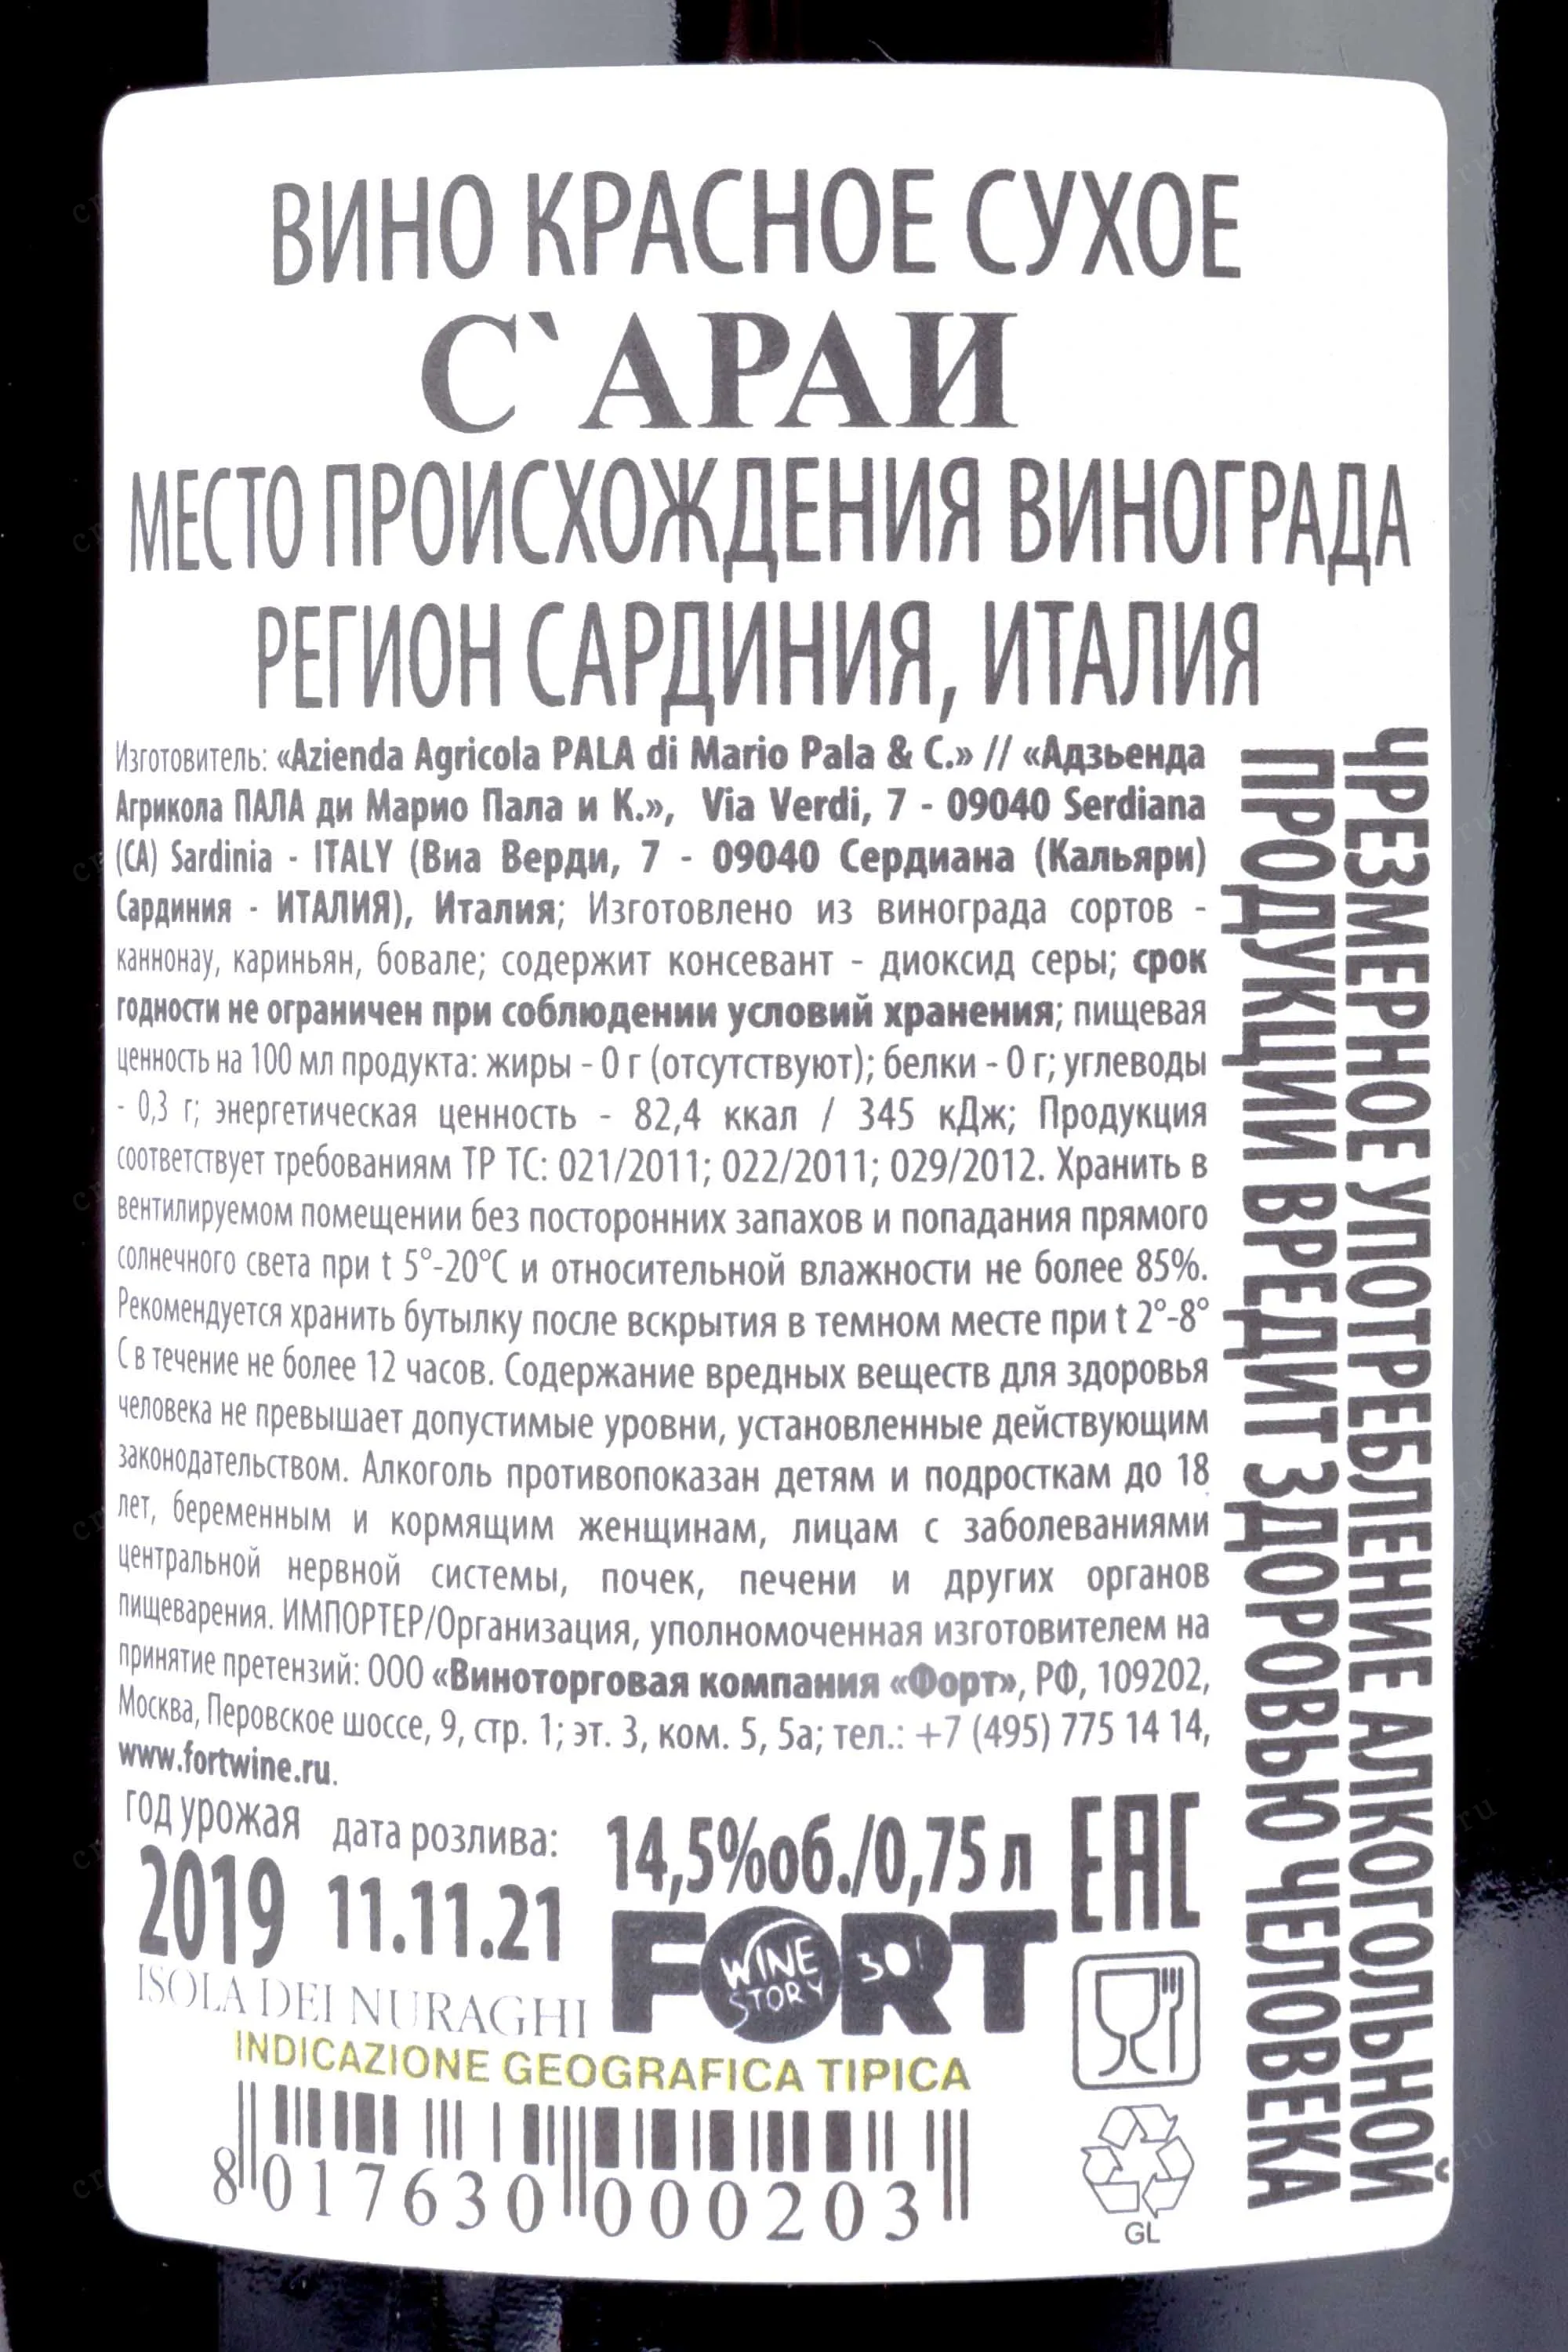 ВИНО КРАСНОЕ СУХОЕ
С`АРАИ
МЕСТО ПРОИСХОЖДЕНИЯ ВИНОГРАДА
РЕГИОН САРДИНИЯ, ИТАЛИЯ
Изготовитель: «Azienda Agricola PALA di Mario Pala & C.» // «Адзьенда
Агрикола ПАЛА ди Марио Пала и К.», Via Verdi, 7 - 09040 Serdiana
(CA) Sardinia - ITALY (Виа Верди, 7 - 09040 Сердиана (Кальяри)
Сардиния - ИТАЛИЯ), Италия; Изготовлено из винограда сортов -
каннонау, кариньян, бовале; содержит консевант - диоксид серы; срок
годности не ограничен при соблюдении условий хранения; пищевая
ценность на 100 мл продукта: жиры - 0 г (отсутствуют); белки - 0 г; углеводы
- 0,3 г; энергетическая ценность - 82,4 ккал / 345 кДж; Продукция
соответствует требованиям ТР ТС: 021/2011; 022/2011; 029/2012. Хранить в
вентилируемом помещении без посторонних запахов и попадания прямого
солнечного света при t 5°-20°C и относительной влажности не более 85%.
Рекомендуется хранить бутылку после вскрытия в темном месте при t 2°-8°
С в течение не более 12 часов. Содержание вредных веществ для здоровья
человека не превышает допустимые уровни, установленные действующим
законодательством. Алкоголь противопоказан детям и подросткам до 18
лет, беременным и кормящим женщинам, лицам с заболеваниями
центральной нервной системы, почек, печени и других органов
пищеварения. ИМПОРТЕР/Организация, уполномоченная изготовителем на
принятие претензий: ООО «Виноторговая компания «Форт», РФ, 109202,
Москва, Перовское шоссе, 9, стр. 1; эт. 3, ком. 5, 5а; тел.: +7 (495) 775 14 14,
www.fortwine.ru.
год урожая дата розлива:
2019 11.11.21
14,5%об./0,75 л
EAC
FORT
WINE
STORY
30!
ISOLA DEI NURAGHI
INDICAZIONE GEOGRAFICA TIPICA
8 017630 000203
GL
ЧРЕЗМЕРНОЕ УПОТРЕБЛЕНИЕ АЛКОГОЛЬНОЙ
ПРОДУКЦИИ ВРЕДИТ ЗДОРОВЬЮ ЧЕЛОВЕКА